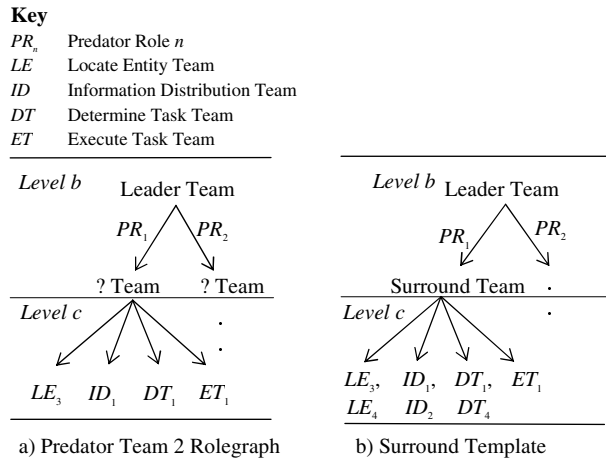 Key
PRn Predator Role n
LE Locate Entity Team
ID Information Distribution Team
DT Determine Task Team
ET Execute Task Team
Level b
Leader Team
PR1 PR2
? Team ? Team
Level c
LE3 ID1 DT1 ET1
a) Predator Team 2 Rolegraph
Level b
Leader Team
PR1 PR2
Surround Team
Level c
LE3, ID1, DT1, ET1
LE4 ID2 DT4
b) Surround Template